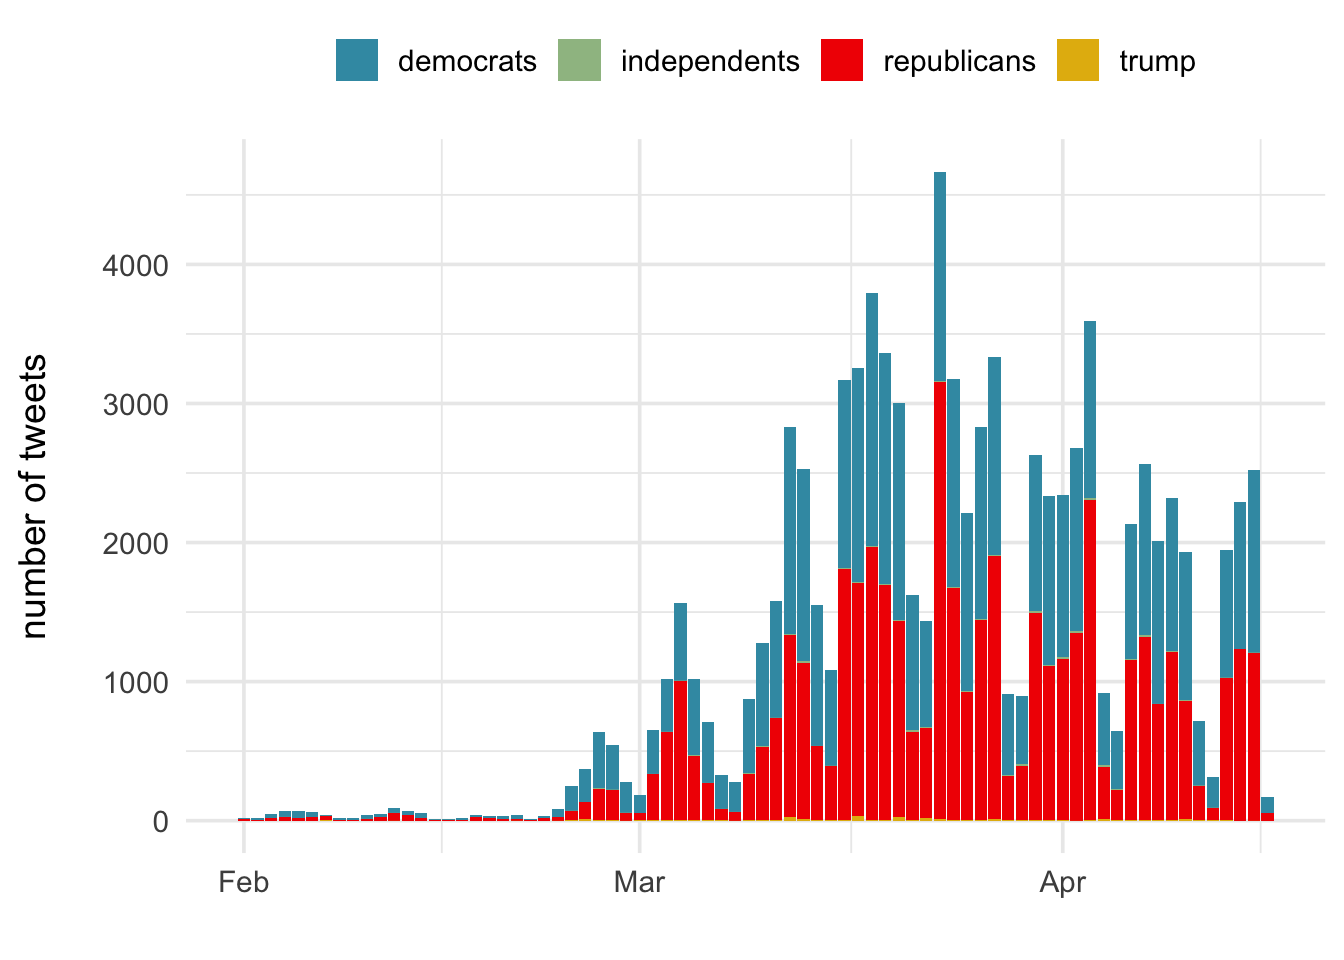 democrats independents republicans trump
number of tweets
4000
3000
2000
1000
0
Feb Mar Apr